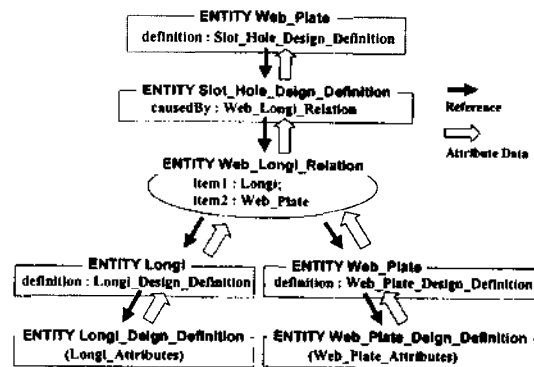 ENTITY Web_Plate
definition : Slot_Hole_Design_Definition
ENTITY Slot_Hole_Deign_Definition
causedBy : Web_Longi_Relation
Reference
Attribute Data
ENTITY Web_Longi_Relation
item1 : Longi;
item2 : Web_Plate
ENTITY Longi
definition : Longi_Design_Definition
ENTITY Web_Plate
definition : Web_Plate_Design_Definition
ENTITY Longi_Deign_Definition
(Longi_Attributes)
ENTITY Web_Plate_Deign_Definition
(Web_Plate_Attributes)